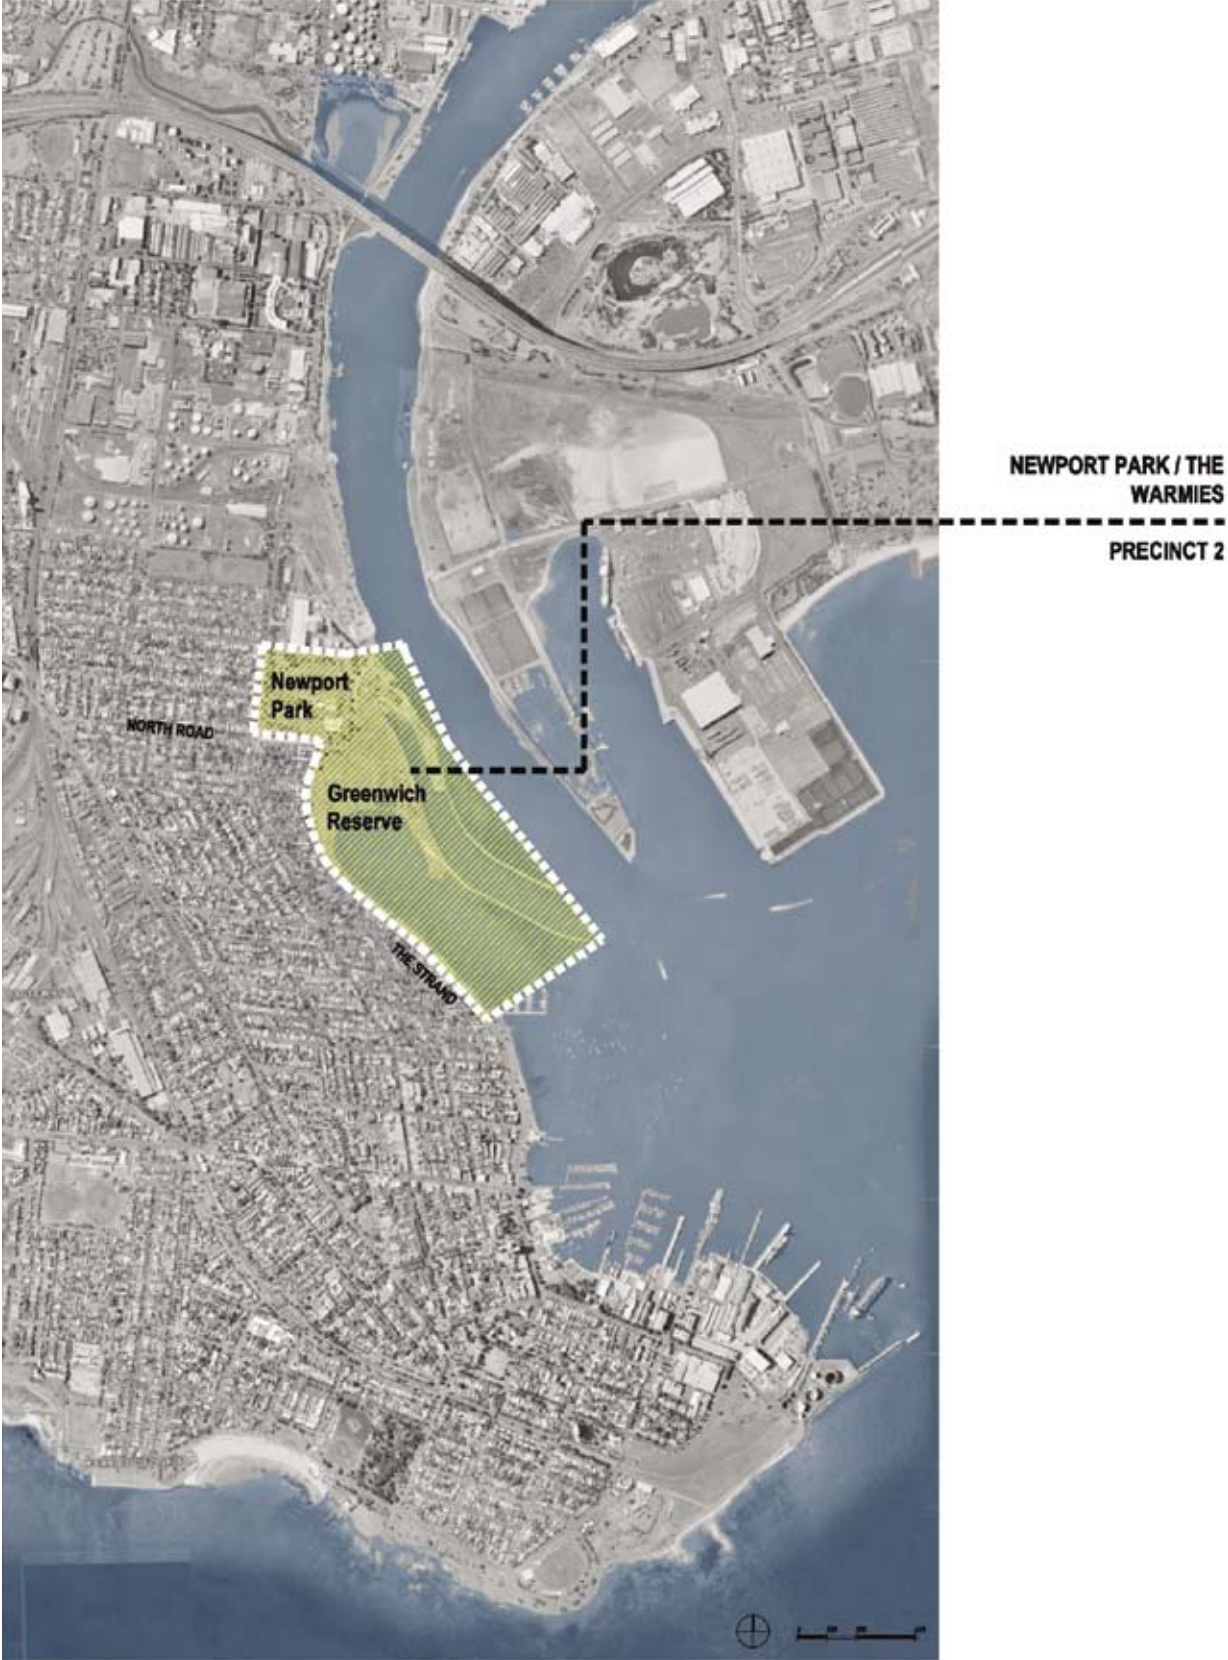 NEWPORT PARK / THE
WARMIES
PRECINCT 2
Newport
Park
NORTH ROAD
Greenwich
Reserve
THE STRAND